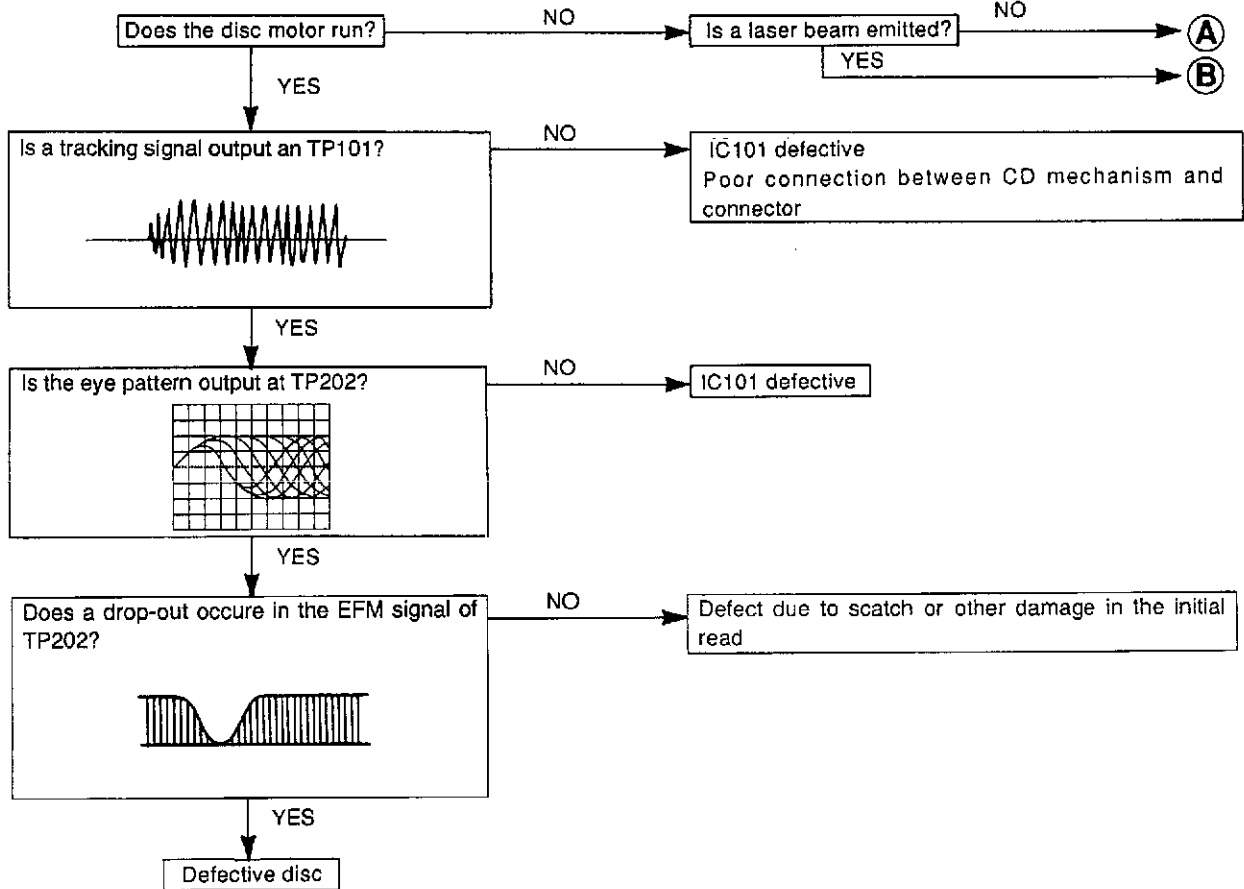 Does the disc motor run?
NO
Is a laser beam emitted?
NO
A
YES
B
YES
Is a tracking signal output an TP101?
NO
IC101 defective
Poor connection between CD mechanism and
connector
YES
Is the eye pattern output at TP202?
NO
IC101 defective
YES
Does a drop-out occure in the EFM signal of
TP202?
NO
Defect due to scatch or other damage in the initial
read
YES
Defective disc